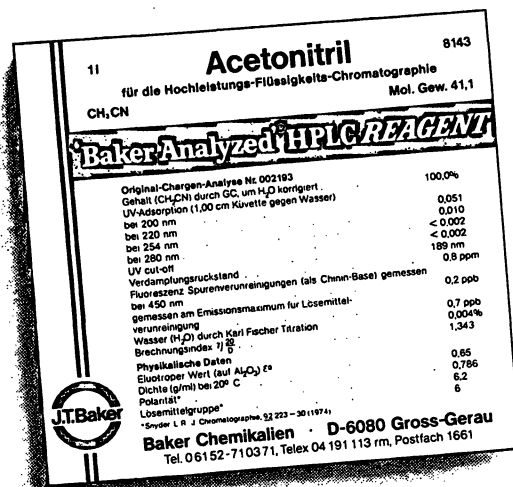 1l
Acetonitril
8143
für die Hochleistungs-Flüssigkeits-Chromatographie
CH₃CN
Mol. Gew. 41,1
'Baker Analyzed'® HPLC REAGENT
Original-Chargen-Analyse Nr. 002193
Gehalt (CH₃CN) durch GC, um H₂O korrigiert . 100,0%
UV-Adsorption (1,00 cm Küvette gegen Wasser)
bei 200 nm 0,051
bei 220 nm 0,010
bei 254 nm < 0,002
bei 280 nm < 0,002
UV cut-off 189 nm
Verdampfungsrückstand 0,8 ppm
Fluoreszenz Spurenverunreinigungen (als Chinin-Base) gemessen
bei 450 nm 0,2 ppb
gemessen am Emissionsmaximum für Lösemittel-
verunreinigung 0,7 ppb
Wasser (H₂O) durch Karl Fischer Titration 0,004%
Brechnungsindex η 20/D 1,343
Physikalische Daten
Eluotroper Wert (auf Al₂O₃) ε° 0,65
Dichte (g/ml) bei 20° C 0,786
Polarität* 6,2
Lösemittelgruppe* 6
*Snyder L R J Chromatographie, 92 223–30 (1974)
J.T.Baker
Baker Chemikalien · D-6080 Gross-Gerau
Tel. 06152-710371, Telex 04 191 113 rm, Postfach 1661